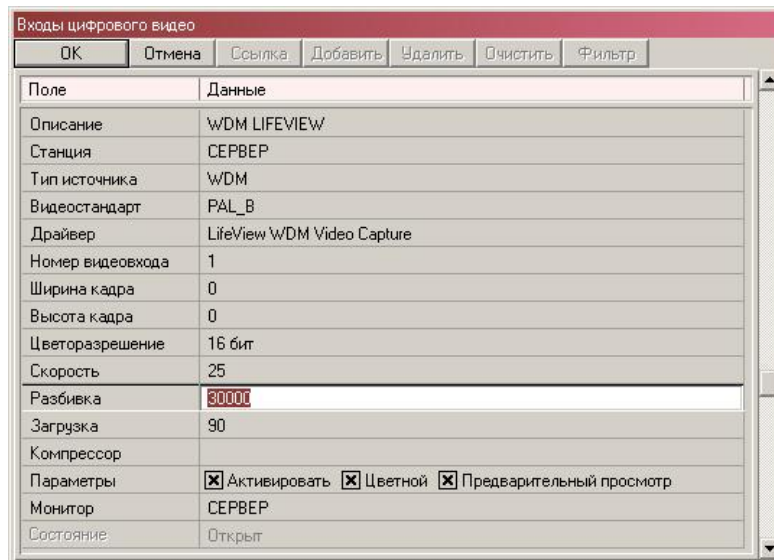 Входы цифрового видео
OK Отмена Ссылка Добавить Удалить Очистить Фильтр
Поле Данные
Описание WDM LIFEVIEW
Станция СЕРВЕР
Тип источника WDM
Видеостандарт PAL_B
Драйвер LifeView WDM Video Capture
Номер видеовхода 1
Ширина кадра 0
Высота кадра 0
Цветоразрешение 16 бит
Скорость 25
Разбивка 30000
Загрузка 90
Компрессор
Параметры Активировать Цветной Предварительный просмотр
Монитор СЕРВЕР
Состояние Открыт